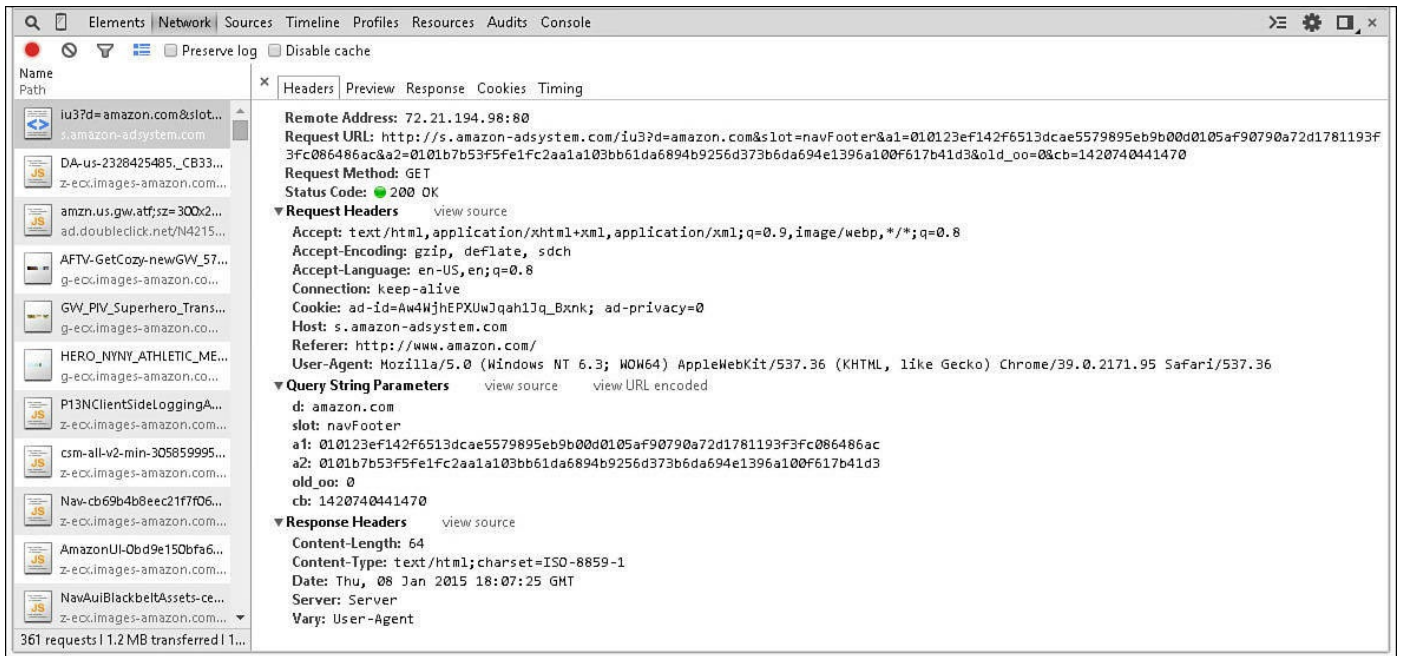 Elements Network Sources Timeline Profiles Resources Audits Console
Preserve log Disable cache
Name
Path
iu3?d=amazon.com&slot...
s.amazon-adsystem.com
DA-us-2328425485._CB33...
z-ecx.images-amazon.com...
amzn.us.gw.atf;sz=300x2...
ad.doubleclick.net/N4215...
AFTV-GetCozy-newGW_57...
g-ecx.images-amazon.co...
GW_PIV_Superhero_Trans...
g-ecx.images-amazon.co...
HERO_NYNY_ATHLETIC_ME...
g-ecx.images-amazon.co...
P13NClientSideLoggingA...
z-ecx.images-amazon.com...
csm-all-v2-min-305859995...
z-ecx.images-amazon.com...
Nav-cb69b4b8eec21f7f06...
z-ecx.images-amazon.com...
AmazonUI-0bd9e150bfa6...
z-ecx.images-amazon.com...
NavAuiBlackbeltAssets-ce...
z-ecx.images-amazon.com...
361 requests | 1.2 MB transferred | 1...
× Headers Preview Response Cookies Timing
Remote Address: 72.21.194.98:80
Request URL: http://s.amazon-adsystem.com/iu3?d=amazon.com&slot=navFooter&a1=010123ef142f6513dcae5579895eb9b00d0105af90790a72d1781193f
3fc086486ac&a2=0101b7b53f5fe1fc2aa1a103bb61da6894b9256d373b6da694e1396a100f617b41d3&old_oo=0&cb=1420740441470
Request Method: GET
Status Code: 200 OK
Request Headers view source
Accept: text/html,application/xhtml+xml,application/xml;q=0.9,image/webp,*/*;q=0.8
Accept-Encoding: gzip, deflate, sdch
Accept-Language: en-US,en;q=0.8
Connection: keep-alive
Cookie: ad-id=Aw4WjhEPXUwJqah1Jq_Bxnk; ad-privacy=0
Host: s.amazon-adsystem.com
Referer: http://www.amazon.com/
User-Agent: Mozilla/5.0 (Windows NT 6.3; WOW64) AppleWebKit/537.36 (KHTML, like Gecko) Chrome/39.0.2171.95 Safari/537.36
Query String Parameters view source view URL encoded
d: amazon.com
slot: navFooter
a1: 010123ef142f6513dcae5579895eb9b00d0105af90790a72d1781193f3fc086486ac
a2: 0101b7b53f5fe1fc2aa1a103bb61da6894b9256d373b6da694e1396a100f617b41d3
old_oo: 0
cb: 1420740441470
Response Headers view source
Content-Length: 64
Content-Type: text/html;charset=ISO-8859-1
Date: Thu, 08 Jan 2015 18:07:25 GMT
Server: Server
Vary: User-Agent